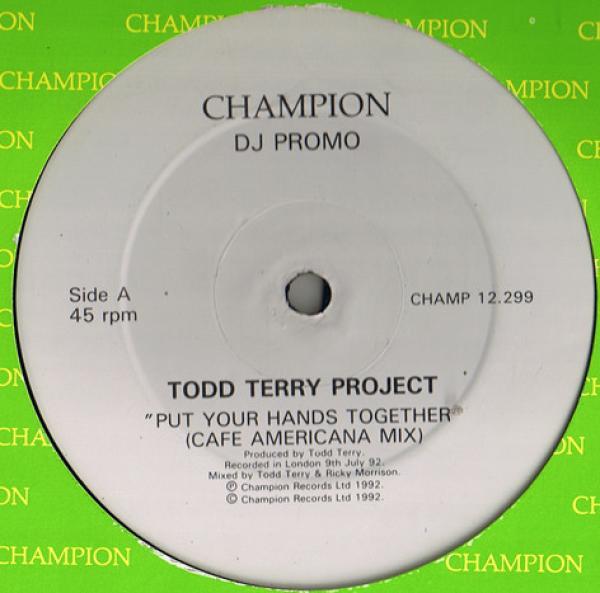 CHAMPION
DJ PROMO
Side A
45 rpm
CHAMP 12.299
TODD TERRY PROJECT
"PUT YOUR HANDS TOGETHER"
(CAFE AMERICANA MIX)
Produced by Todd Terry.
Recorded in London 9th July 92.
Mixed by Todd Terry & Ricky Morrison.
℗ Champion Records Ltd 1992.
© Champion Records Ltd 1992.
CHAMPION
CHAMPION
CHAMPION
CHAMPION